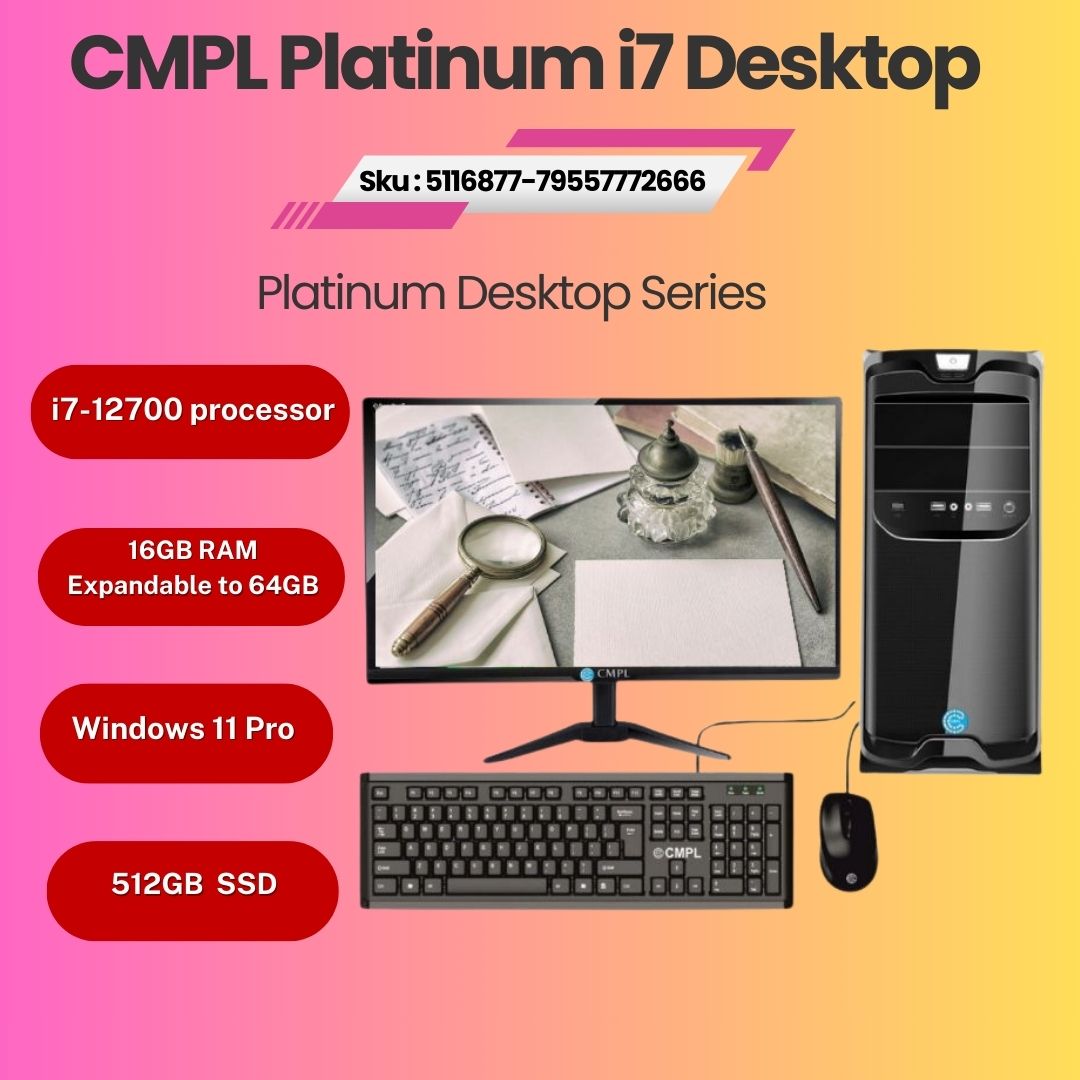 CMPL Platinum i7 Desktop
Sku : 5116877-79557772666
Platinum Desktop Series
i7-12700 processor
16GB RAM
Expandable to 64GB
Windows 11 Pro
512GB SSD
CMPL
CMPL